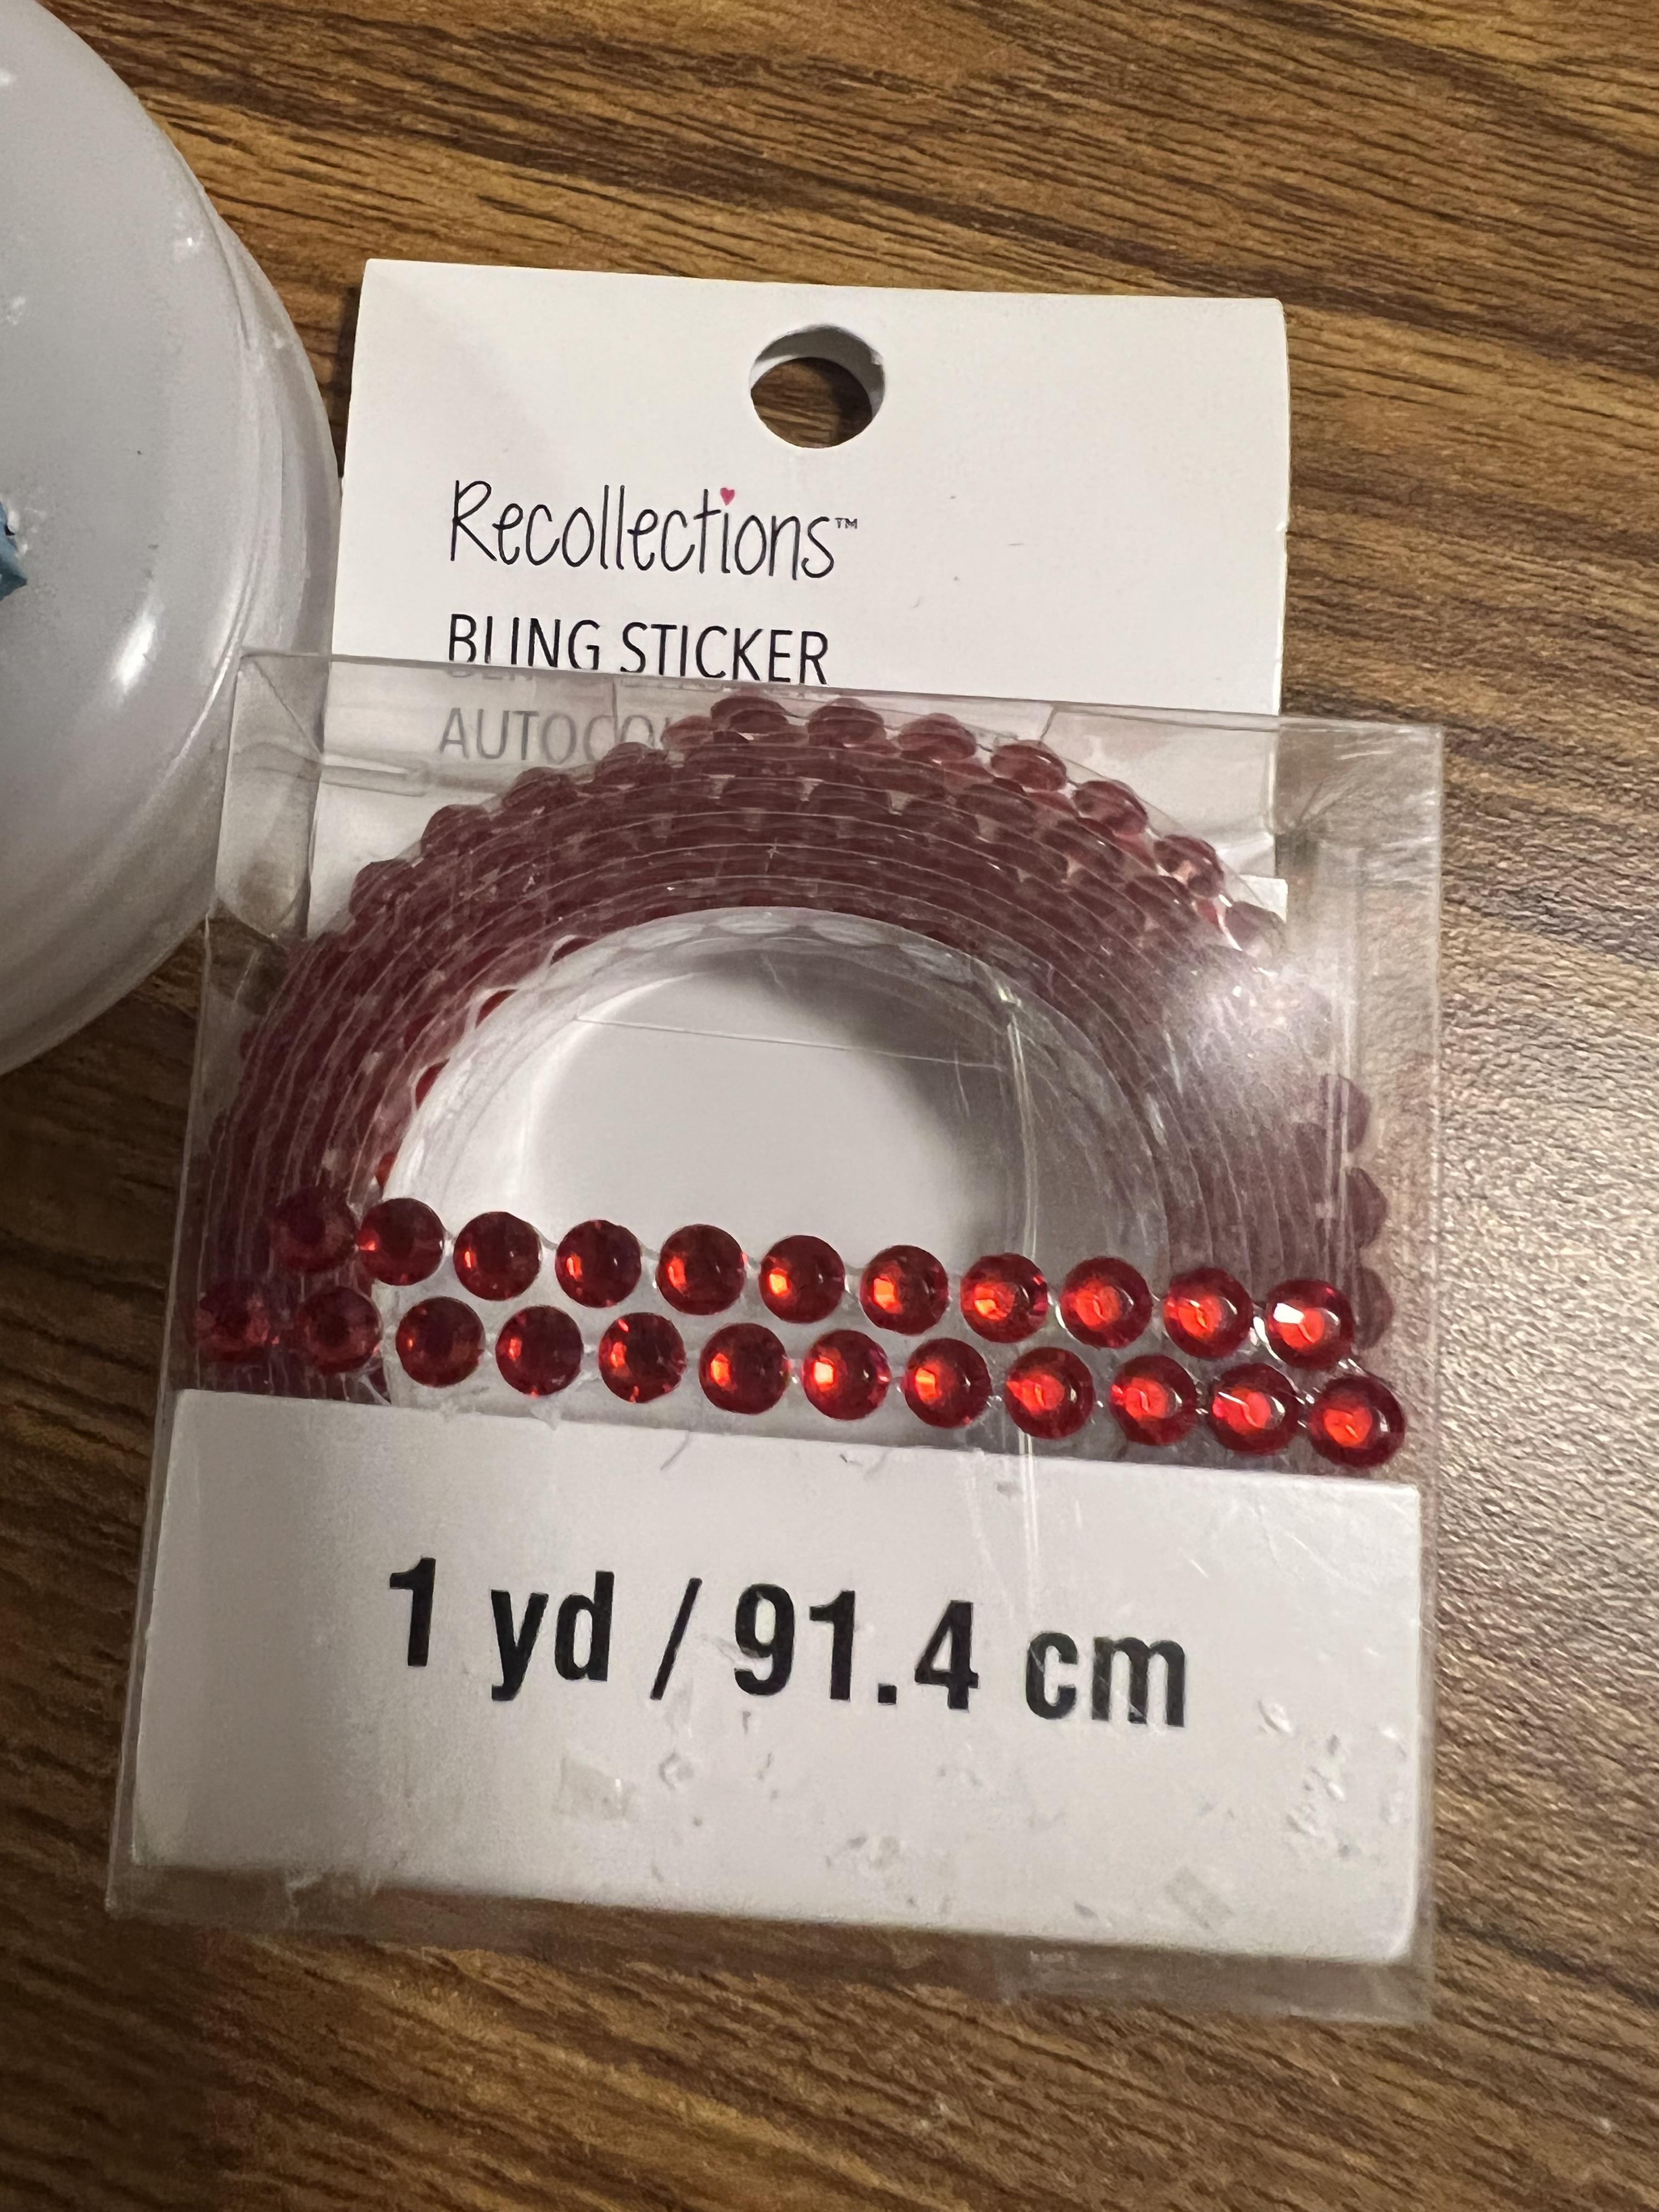 Recollections™
BLING STICKER
1 yd / 91.4 cm